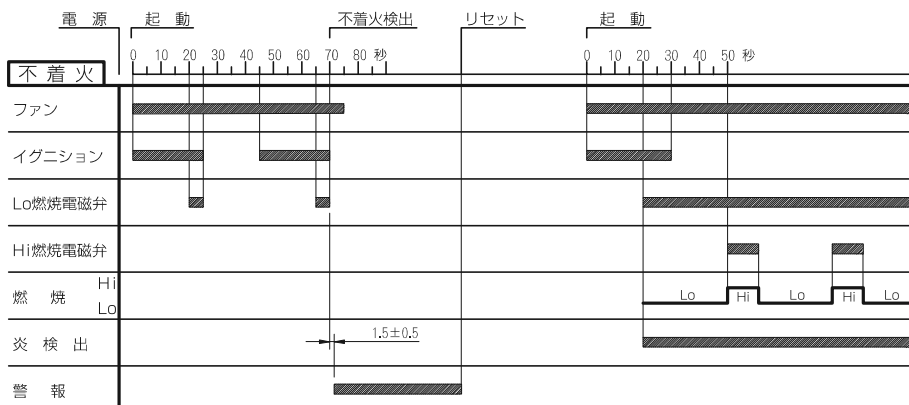 電 源 起 動 不着火検出 リセット 起 動
0 10 20 30 40 50 60 70 80 秒 0 10 20 30 50 秒
不 着 火
ファン
イグニション
Lo燃焼電磁弁
Hi燃焼電磁弁
燃 焼 Hi
Lo
Lo Hi Lo Hi Lo
炎 検 出 1.5±0.5
警 報